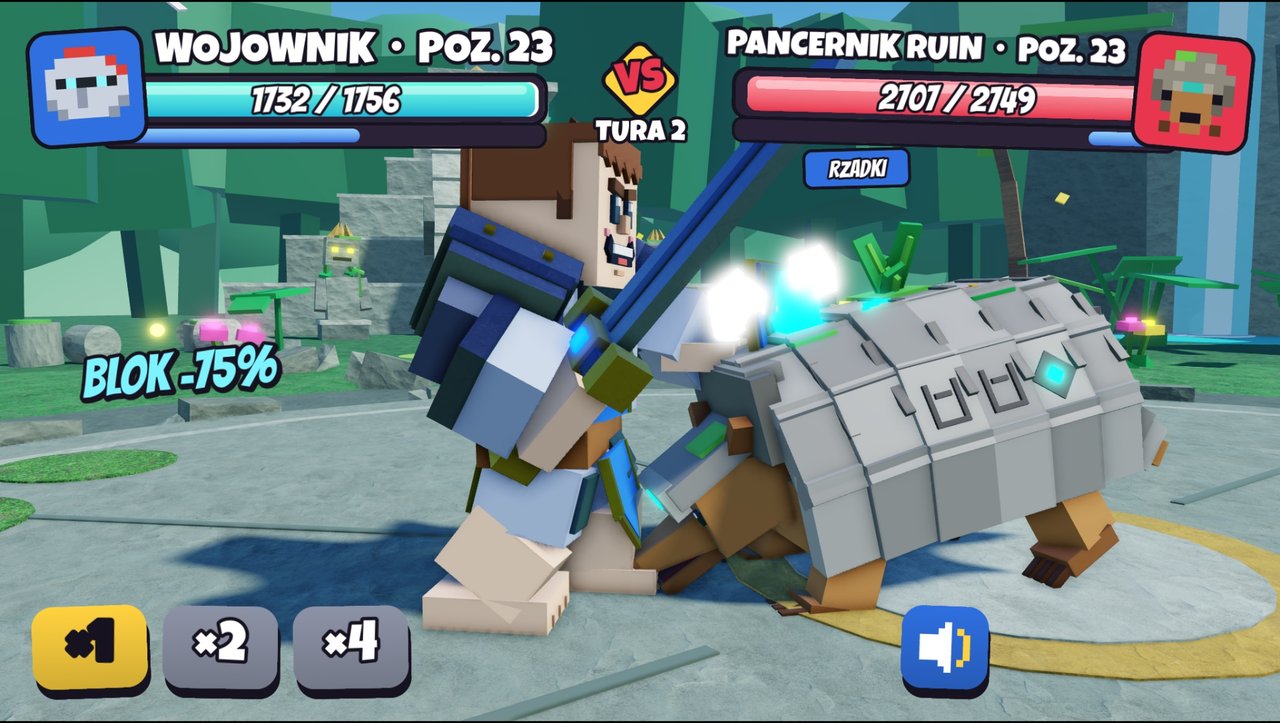 WOJOWNIK • POZ. 23
1732 / 1756
VS
TURA 2
PANCERNIK RUIN • POZ. 23
2707 / 2749
RZADKI
BLOK -75%
×1
×2
×4